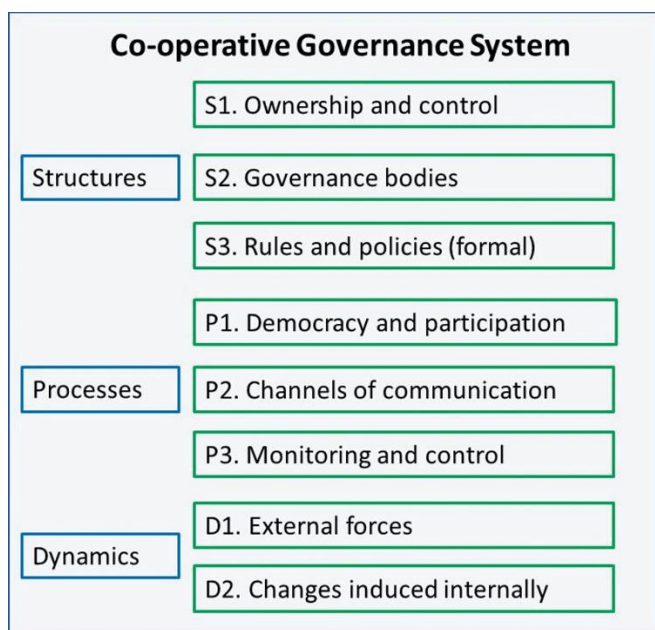 Co-operative Governance System
S1. Ownership and control
Structures
S2. Governance bodies
S3. Rules and policies (formal)
P1. Democracy and participation
Processes
P2. Channels of communication
P3. Monitoring and control
D1. External forces
Dynamics
D2. Changes induced internally